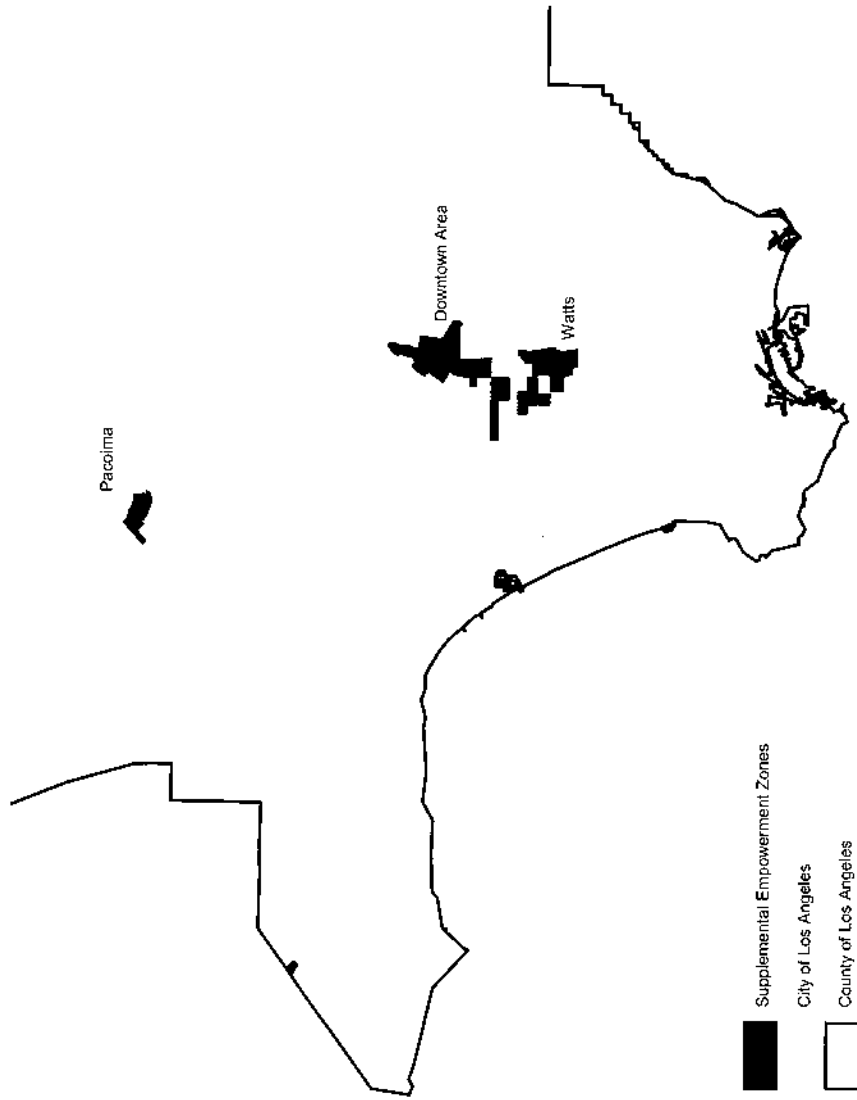 Pacoima
Downtown Area
Watts
Supplemental Empowerment Zones
City of Los Angeles
County of Los Angeles